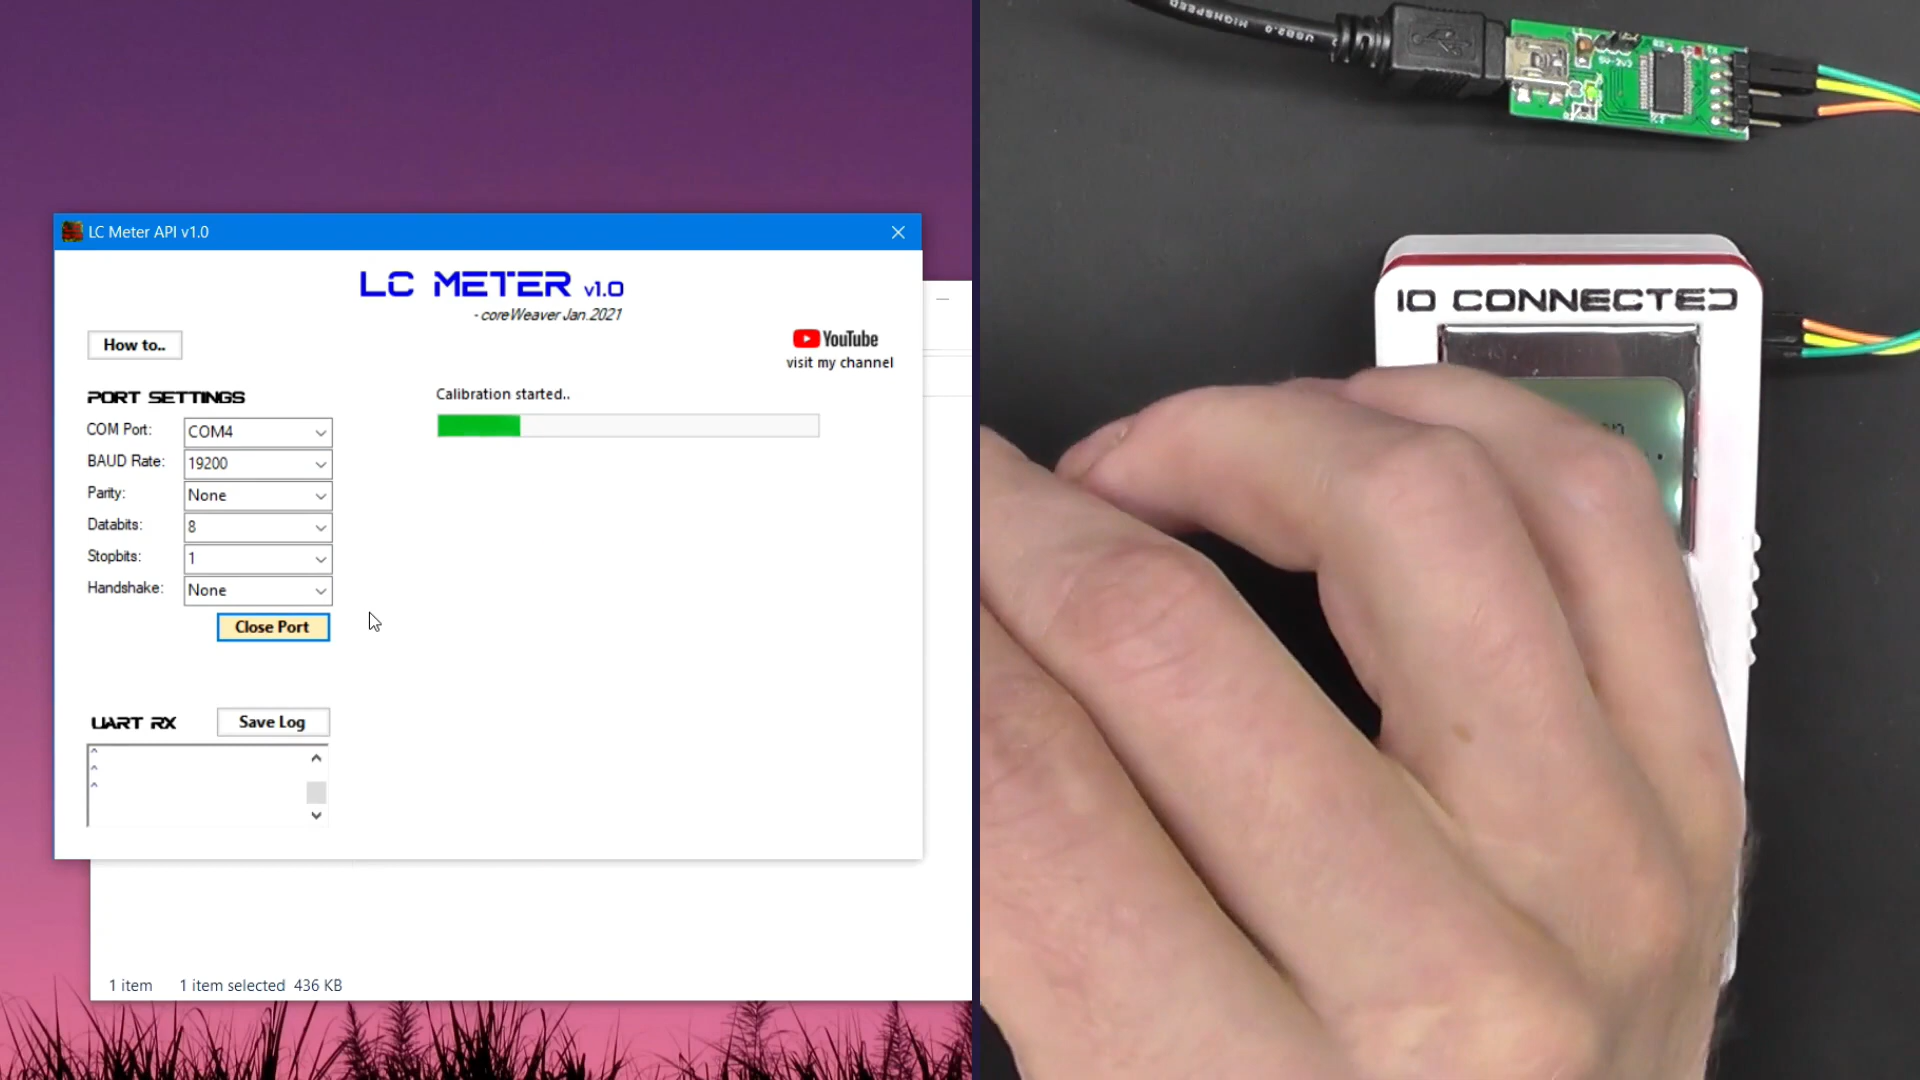 LC Meter API v1.0
LC METER v1.0
- coreWeaver Jan.2021
How to..
YouTube
visit my channel
PORT SETTINGS
Calibration started..
COM Port: COM4
BAUD Rate: 19200
Parity: None
Databits: 8
Stopbits: 1
Handshake: None
Close Port
UART RX
Save Log
^
^
^
1 item 1 item selected 436 KB
HIGHSPEED USB2.0
IO CONNECTED